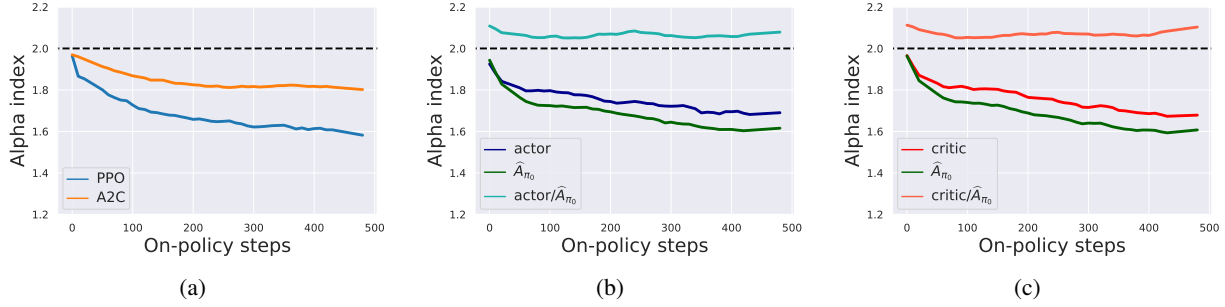 2.2
2.0
1.8
1.6
1.4
1.2
Alpha index
PPO
A2C
0 100 200 300 400 500
On-policy steps
(a)
2.2
2.0
1.8
1.6
1.4
1.2
Alpha index
actor
Â_{π_0}
actor/Â_{π_0}
0 100 200 300 400 500
On-policy steps
(b)
2.2
2.0
1.8
1.6
1.4
1.2
Alpha index
critic
Â_{π_0}
critic/Â_{π_0}
0 100 200 300 400 500
On-policy steps
(c)